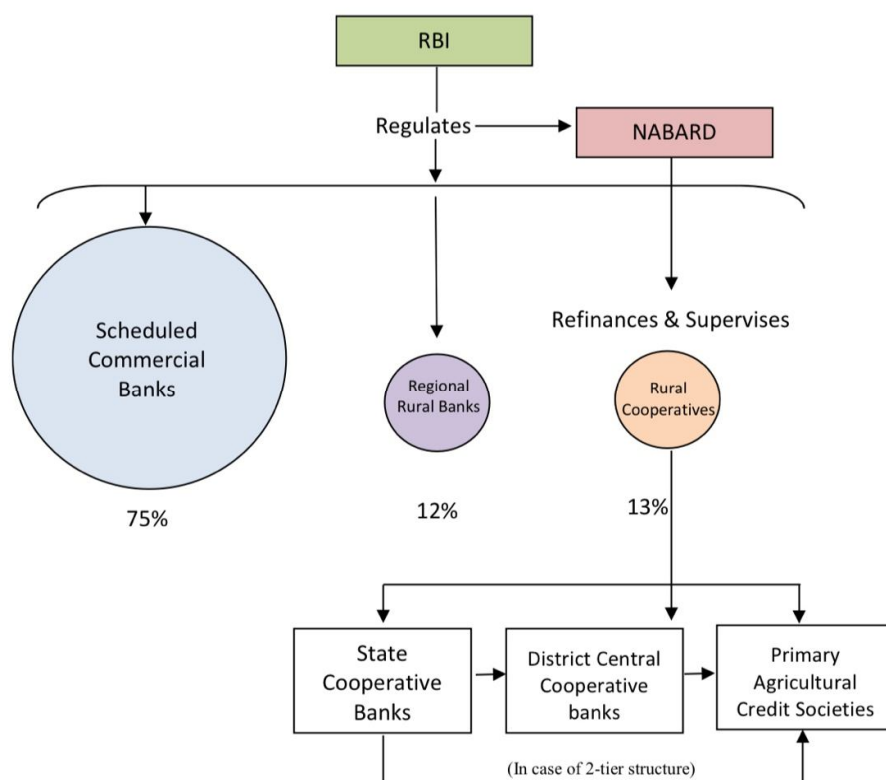 RBI
Regulates
NABARD
Refinances & Supervises
Scheduled
Commercial
Banks
Regional
Rural Banks
Rural
Cooperatives
75%
12%
13%
State
Cooperative
Banks
District Central
Cooperative
banks
Primary
Agricultural
Credit Societies
(In case of 2-tier structure)